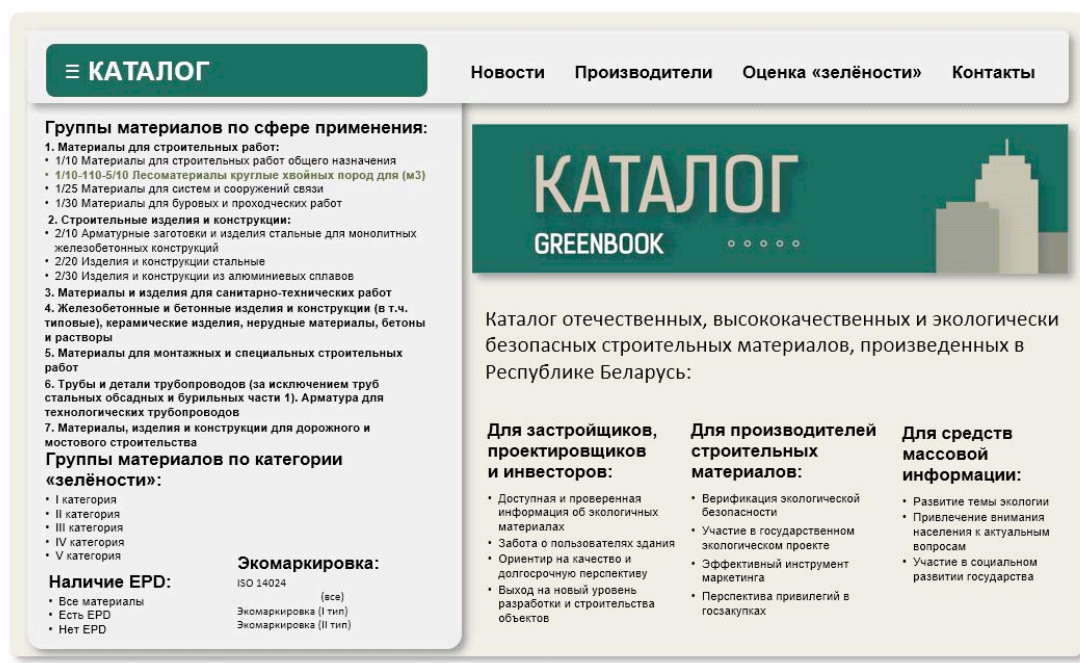 ☰ КАТАЛОГ
Новости Производители Оценка «зелёности» Контакты
Группы материалов по сфере применения:
1. Материалы для строительных работ:
• 1/10 Материалы для строительных работ общего назначения
• 1/10-110-5/10 Лесоматериалы круглые хвойных пород для (м3)
• 1/25 Материалы для систем и сооружений связи
• 1/30 Материалы для буровых и проходческих работ
2. Строительные изделия и конструкции:
• 2/10 Арматурные заготовки и изделия стальные для монолитных
железобетонных конструкций
• 2/20 Изделия и конструкции стальные
• 2/30 Изделия и конструкции из алюминиевых сплавов
3. Материалы и изделия для санитарно-технических работ
4. Железобетонные и бетонные изделия и конструкции (в т.ч.
типовые), керамические изделия, нерудные материалы, бетоны
и растворы
5. Материалы для монтажных и специальных строительных
работ
6. Трубы и детали трубопроводов (за исключением труб
стальных обсадных и бурильных части 1). Арматура для
технологических трубопроводов
7. Материалы, изделия и конструкции для дорожного и
мостового строительства
Группы материалов по категории
«зелёности»:
• I категория
• II категория
• III категория
• IV категория
• V категория
Наличие EPD:
• Все материалы
• Есть EPD
• Нет EPD
Экомаркировка:
ISO 14024
(все)
Экомаркировка (I тип)
Экомаркировка (II тип)
КАТАЛОГ
GREENBOOK
Каталог отечественных, высококачественных и экологически
безопасных строительных материалов, произведенных в
Республике Беларусь:
Для застройщиков,
проектировщиков
и инвесторов:
• Доступная и проверенная
информация об экологичных
материалах
• Забота о пользователях здания
• Ориентир на качество и
долгосрочную перспективу
• Выход на новый уровень
разработки и строительства
объектов
Для производителей
строительных
материалов:
• Верификация экологической
безопасности
• Участие в государственном
экологическом проекте
• Эффективный инструмент
маркетинга
• Перспектива привилегий в
госзакупках
Для средств
массовой
информации:
• Развитие темы экологии
• Привлечение внимания
населения к актуальным
вопросам
• Участие в социальном
развитии государства